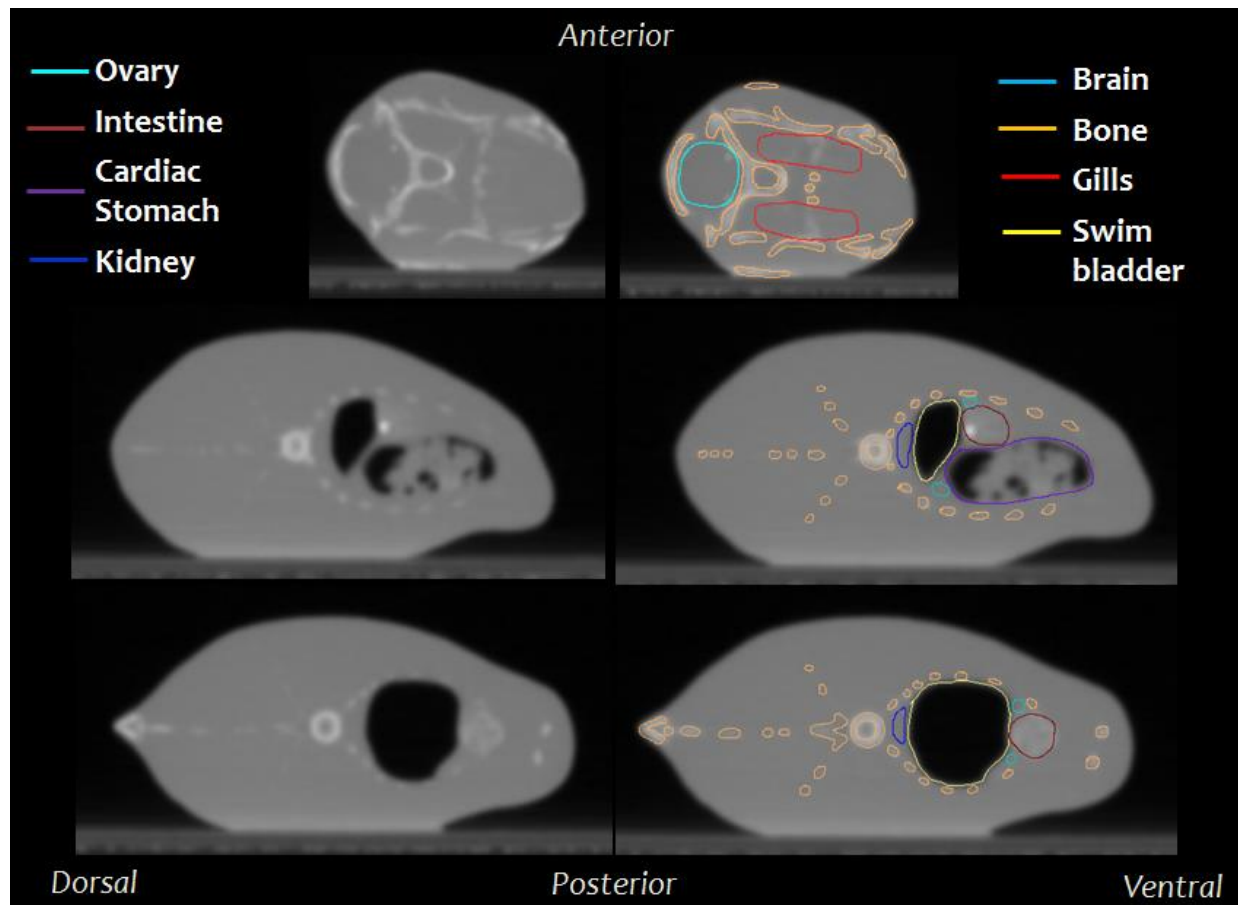 Anterior
Ovary
Intestine
Cardiac
Stomach
Kidney
Brain
Bone
Gills
Swim
bladder
Dorsal
Posterior
Ventral